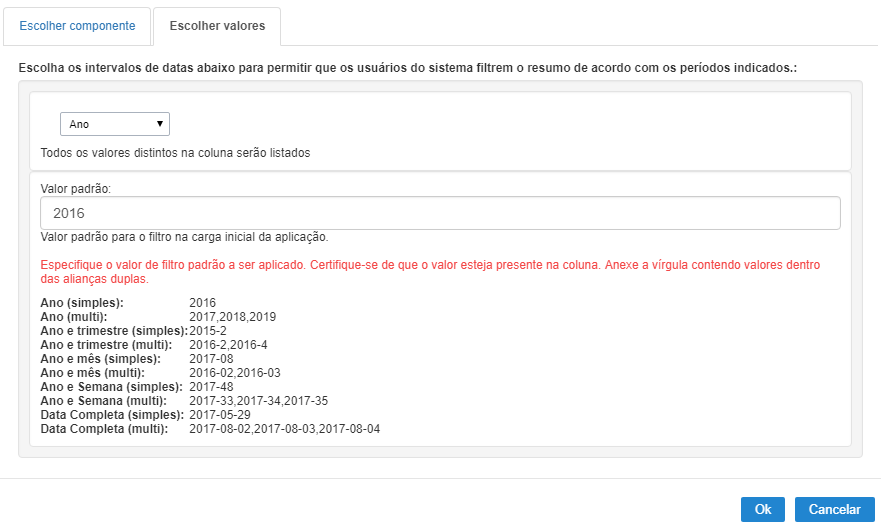 Escolher componente
Escolher valores
Escolha os intervalos de datas abaixo para permitir que os usuários do sistema filtrem o resumo de acordo com os períodos indicados.:
Ano
Todos os valores distintos na coluna serão listados
Valor padrão:
2016
Valor padrão para o filtro na carga inicial da aplicação.
Especifique o valor de filtro padrão a ser aplicado. Certifique-se de que o valor esteja presente na coluna. Anexe a vírgula contendo valores dentro
das alianças duplas.
Ano (simples): 2016
Ano (multi): 2017,2018,2019
Ano e trimestre (simples): 2015-2
Ano e trimestre (multi): 2016-2,2016-4
Ano e mês (simples): 2017-08
Ano e mês (multi): 2016-02,2016-03
Ano e Semana (simples): 2017-48
Ano e Semana (multi): 2017-33,2017-34,2017-35
Data Completa (simples): 2017-05-29
Data Completa (multi): 2017-08-02,2017-08-03,2017-08-04
Ok
Cancelar